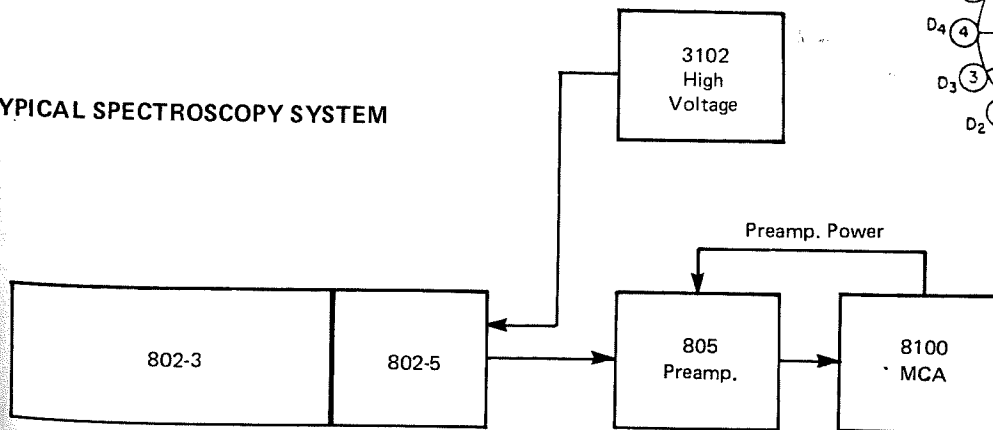 3102
High
Voltage
D4 4
D3 3
D2
YPICAL SPECTROSCOPY SYSTEM
Preamp. Power
802-3
802-5
805
Preamp.
8100
MCA